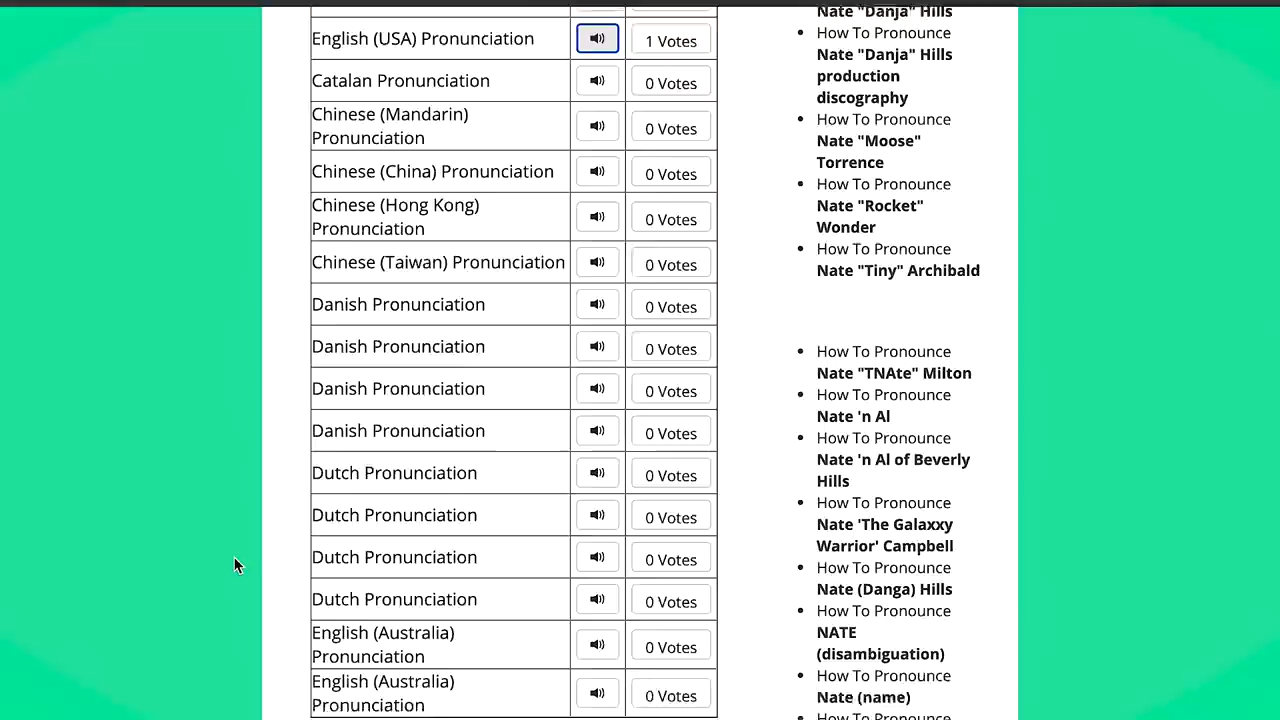 English (USA) Pronunciation
1 Votes
Catalan Pronunciation
0 Votes
Chinese (Mandarin)
Pronunciation
0 Votes
Chinese (China) Pronunciation
0 Votes
Chinese (Hong Kong)
Pronunciation
0 Votes
Chinese (Taiwan) Pronunciation
0 Votes
Danish Pronunciation
0 Votes
Danish Pronunciation
0 Votes
Danish Pronunciation
0 Votes
Danish Pronunciation
0 Votes
Dutch Pronunciation
0 Votes
Dutch Pronunciation
0 Votes
Dutch Pronunciation
0 Votes
Dutch Pronunciation
0 Votes
English (Australia)
Pronunciation
0 Votes
English (Australia)
Pronunciation
0 Votes
Nate "Danja" Hills
How To Pronounce
Nate "Danja" Hills
production
discography
How To Pronounce
Nate "Moose"
Torrence
How To Pronounce
Nate "Rocket"
Wonder
How To Pronounce
Nate "Tiny" Archibald
How To Pronounce
Nate "TNAte" Milton
How To Pronounce
Nate 'n Al
How To Pronounce
Nate 'n Al of Beverly
Hills
How To Pronounce
Nate 'The Galaxxy
Warrior' Campbell
How To Pronounce
Nate (Danga) Hills
How To Pronounce
NATE
(disambiguation)
How To Pronounce
Nate (name)
How To Pronounce